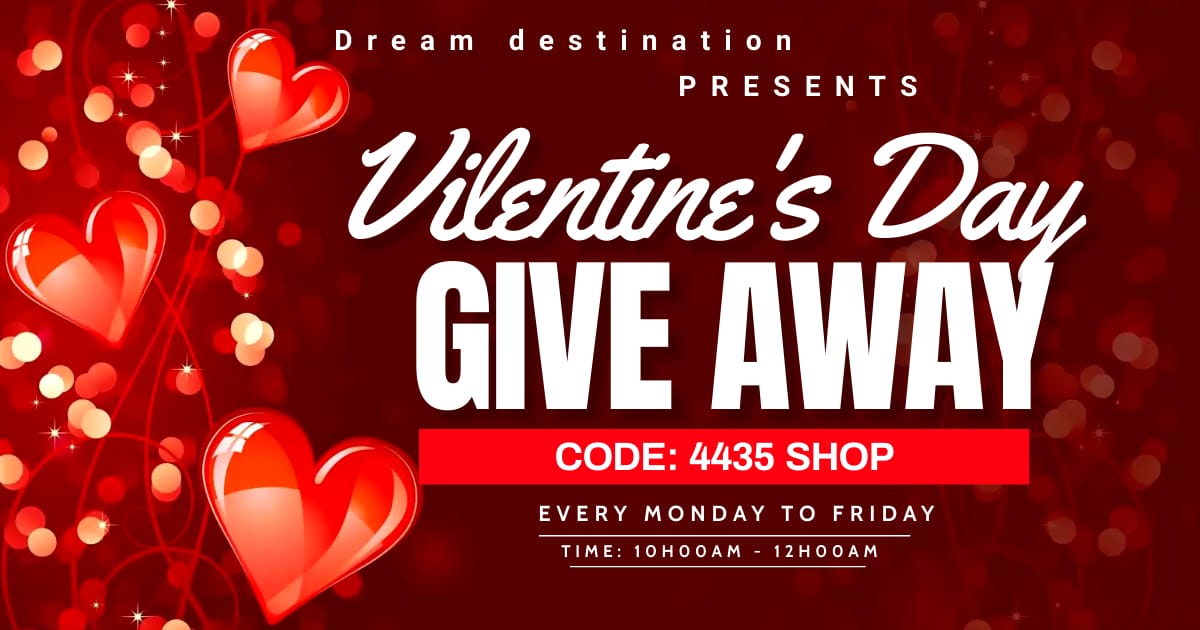 Dream destination
PRESENTS
Vilentine's Day
GIVE AWAY
CODE: 4435 SHOP
EVERY MONDAY TO FRIDAY
TIME: 10H00AM - 12H00AM